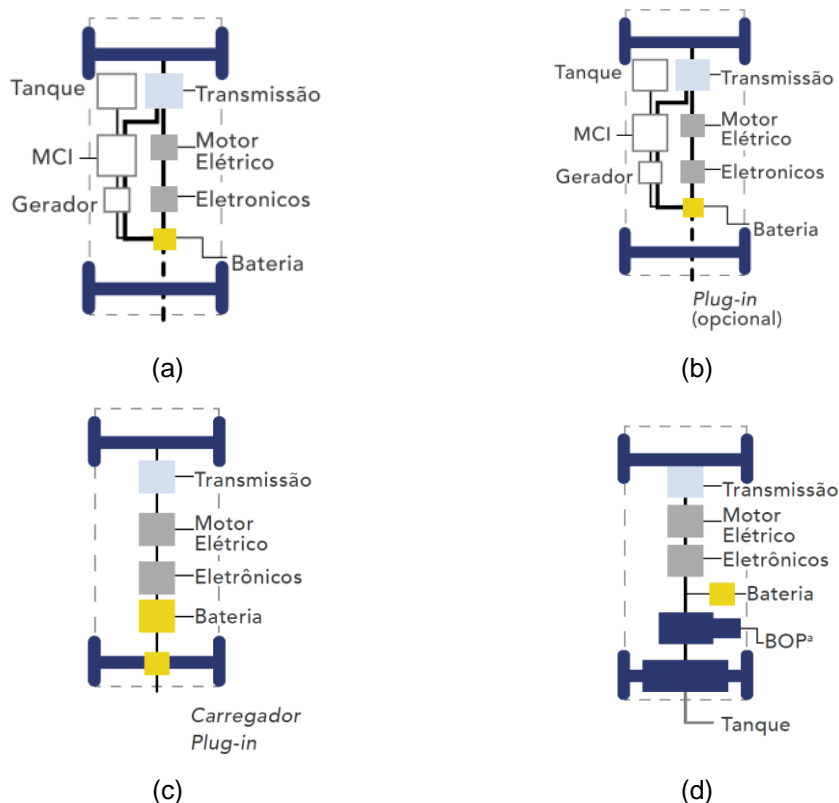 Tanque
Transmissão
MCI
Motor
Elétrico
Gerador
Eletronicos
Bateria
(a)
Tanque
Transmissão
MCI
Motor
Elétrico
Gerador
Eletronicos
Bateria
Plug-in
(opcional)
(b)
Transmissão
Motor
Elétrico
Eletrônicos
Bateria
Carregador
Plug-in
(c)
Transmissão
Motor
Elétrico
Eletrônicos
Bateria
BOPª
Tanque
(d)